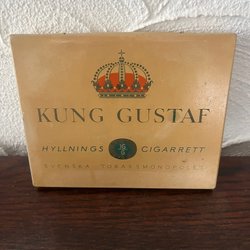 KUNG GUSTAF
HYLLNINGS CIGARRETT
SVENSKA TOBAKSMONOPOLET